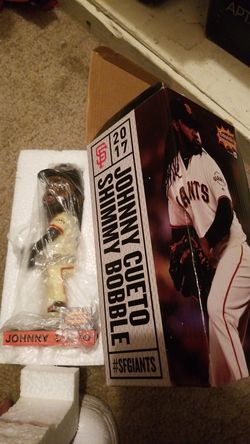 SF
2017
JOHNNY CUETO
SHIMMY BOBBLE
#SFGIANTS
GIANTS
JOHNNY